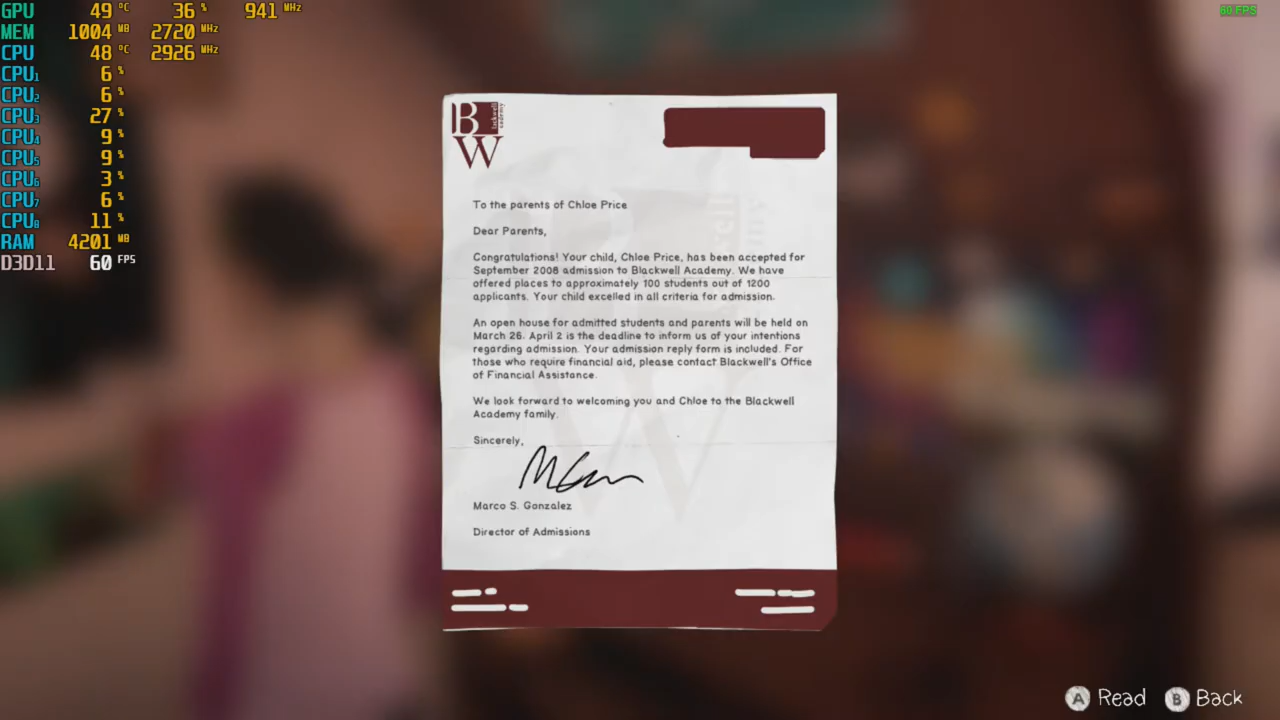 GPU 49 °C 36 % 941 MHz
60 FPS
MEM 1004 MB 2720 MHz
CPU 48 °C 2926 MHz
CPU1 6 %
CPU2 6 %
CPU3 27 %
CPU4 9 %
CPU5 9 %
CPU6 3 %
CPU7 6 %
CPU8 11 %
RAM 4201 MB
D3D11 60 FPS
BW
blackwell
academy
To the parents of Chloe Price
Dear Parents,
Congratulations! Your child, Chloe Price, has been accepted for
September 2008 admission to Blackwell Academy. We have
offered places to approximately 100 students out of 1200
applicants. Your child excelled in all criteria for admission.
An open house for admitted students and parents will be held on
March 26. April 2 is the deadline to inform us of your intentions
regarding admission. Your admission reply form is included. For
those who require financial aid, please contact Blackwell's Office
of Financial Assistance.
We look forward to welcoming you and Chloe to the Blackwell
Academy family.
Sincerely,
Marco S. Gonzalez
Director of Admissions
A Read B Back